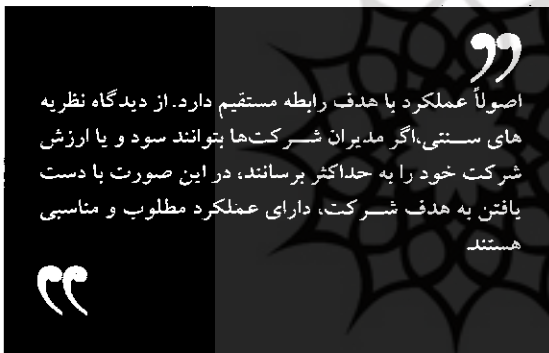 اصولاً عملکرد با هدف رابطه مستقیم دارد. از دیدگاه نظریه
های سنتی،اگر مدیران شرکت‌ها بتوانند سود و یا ارزش
شرکت خود را به حداکثر برسانند، در این صورت با دست
یافتن به هدف شرکت، دارای عملکرد مطلوب و مناسبی
هستند.